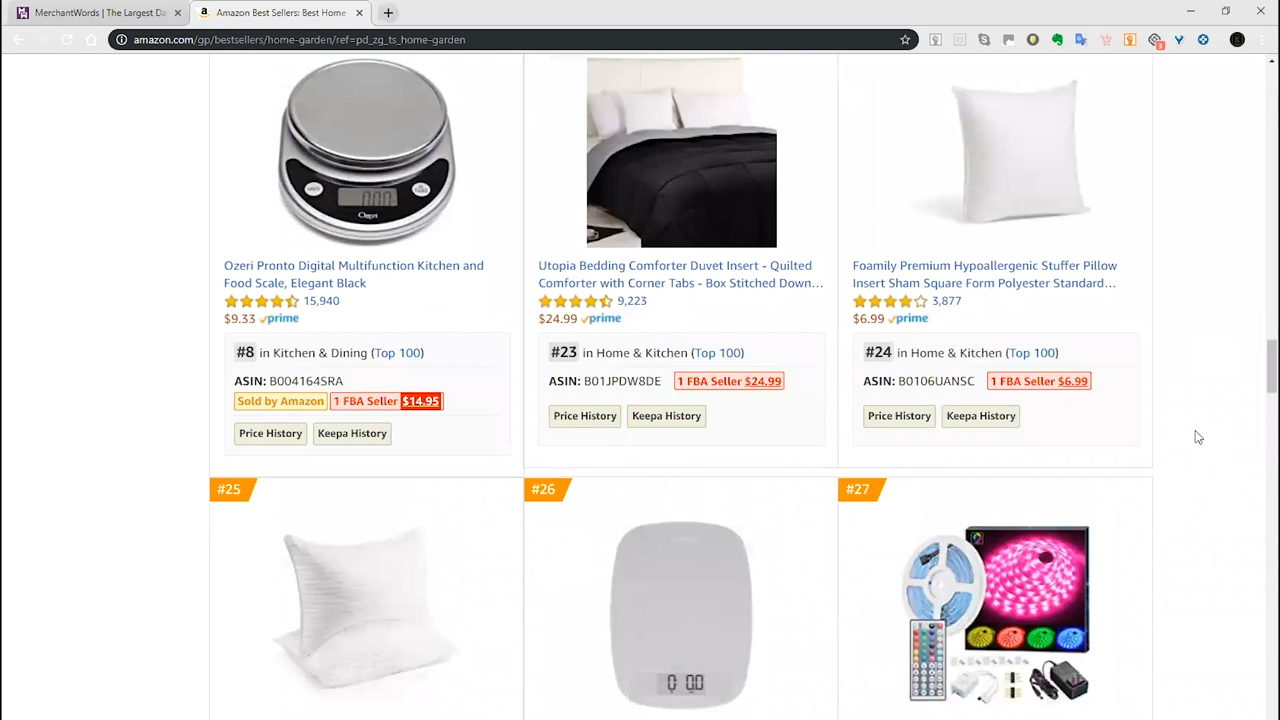 MerchantWords | The Largest Da
Amazon Best Sellers: Best Home
amazon.com/gp/bestsellers/home-garden/ref=pd_zg_ts_home-garden
000
Ozeri
Ozeri Pronto Digital Multifunction Kitchen and
Food Scale, Elegant Black
15,940
$9.33 prime
#8 in Kitchen & Dining (Top 100)
ASIN: B004164SRA
Sold by Amazon 1 FBA Seller $14.95
Price History Keepa History
Utopia Bedding Comforter Duvet Insert - Quilted
Comforter with Corner Tabs - Box Stitched Down…
9,223
$24.99 prime
#23 in Home & Kitchen (Top 100)
ASIN: B01JPDW8DE 1 FBA Seller $24.99
Price History Keepa History
Foamily Premium Hypoallergenic Stuffer Pillow
Insert Sham Square Form Polyester Standard…
3,877
$6.99 prime
#24 in Home & Kitchen (Top 100)
ASIN: B0106UANSC 1 FBA Seller $6.99
Price History Keepa History
#25
#26
0 0.0
#27